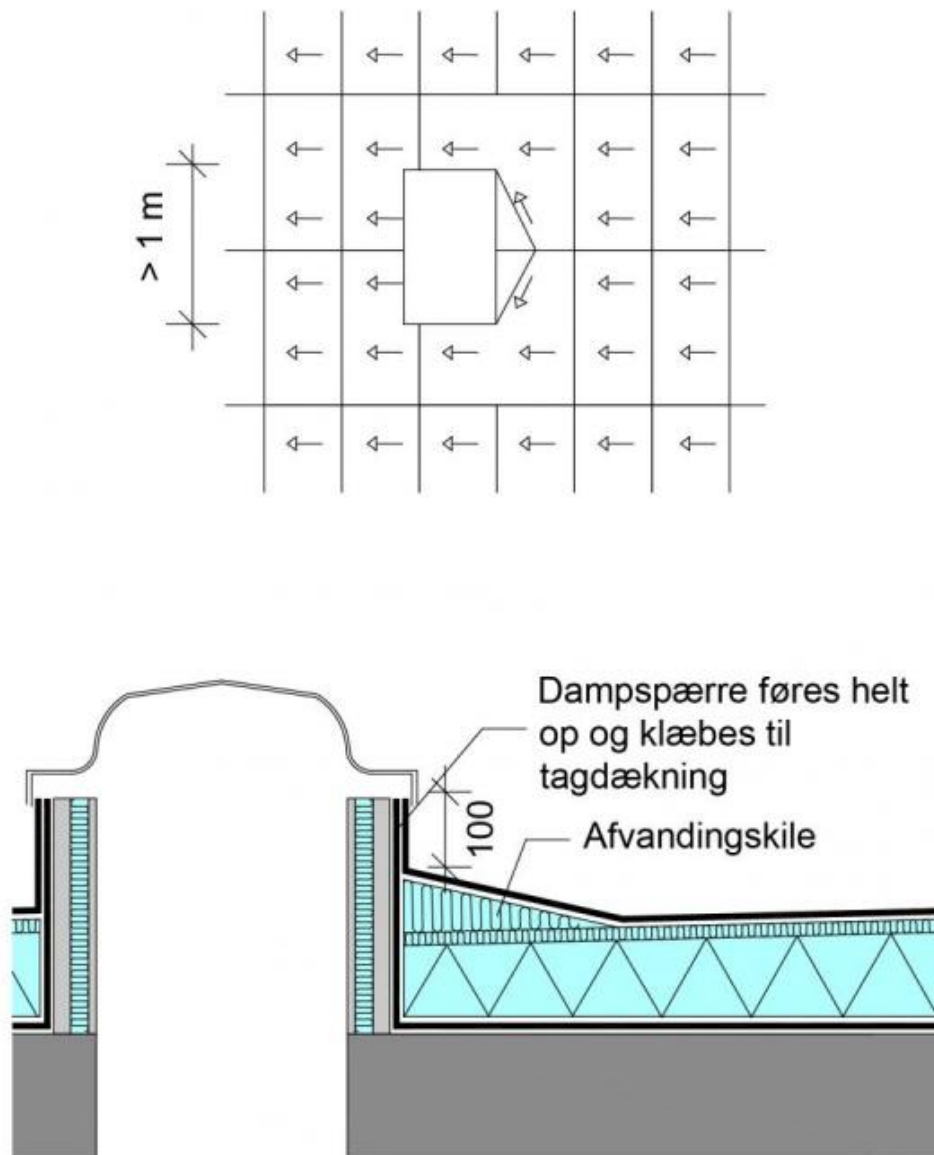 > 1 m
Dampspærre føres helt
op og klæbes til
tagdækning
100
Afvandingskile